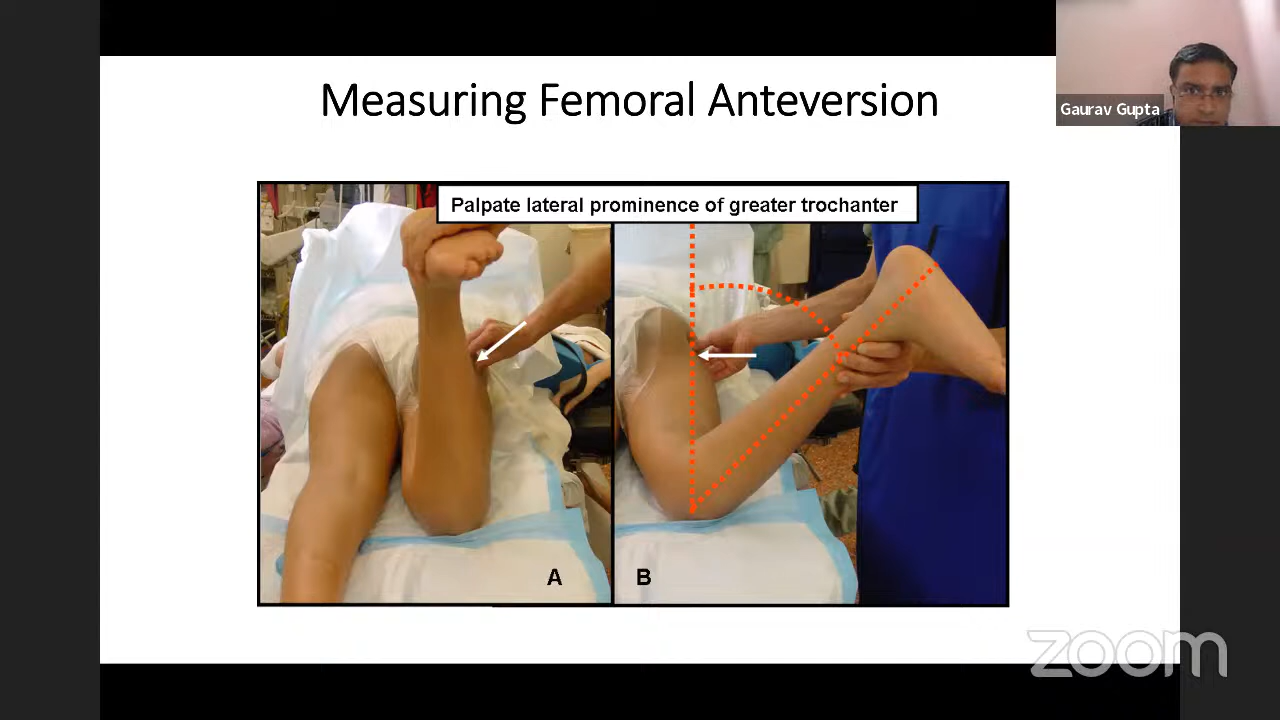 Measuring Femoral Anteversion
Gaurav Gupta
Palpate lateral prominence of greater trochanter
A
B
zoom